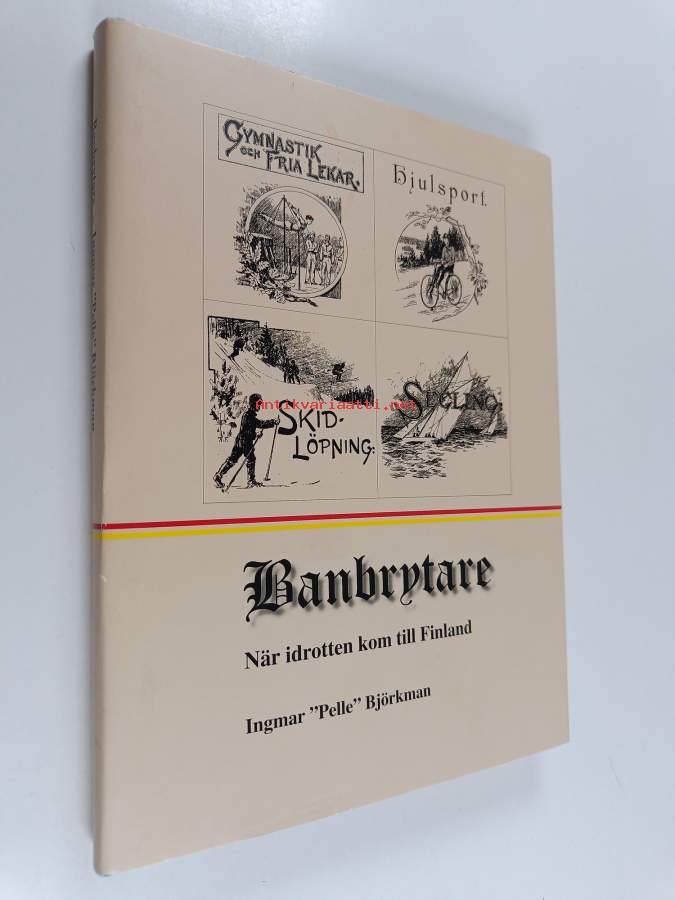 GYMNASTIK
OCH FRIA LEKAR.
Hjulsport.
SKID-
LÖPNING.
SEGLING.
antikvariaatti.net
Banbrytare
När idrotten kom till Finland
Ingmar ”Pelle” Björkman